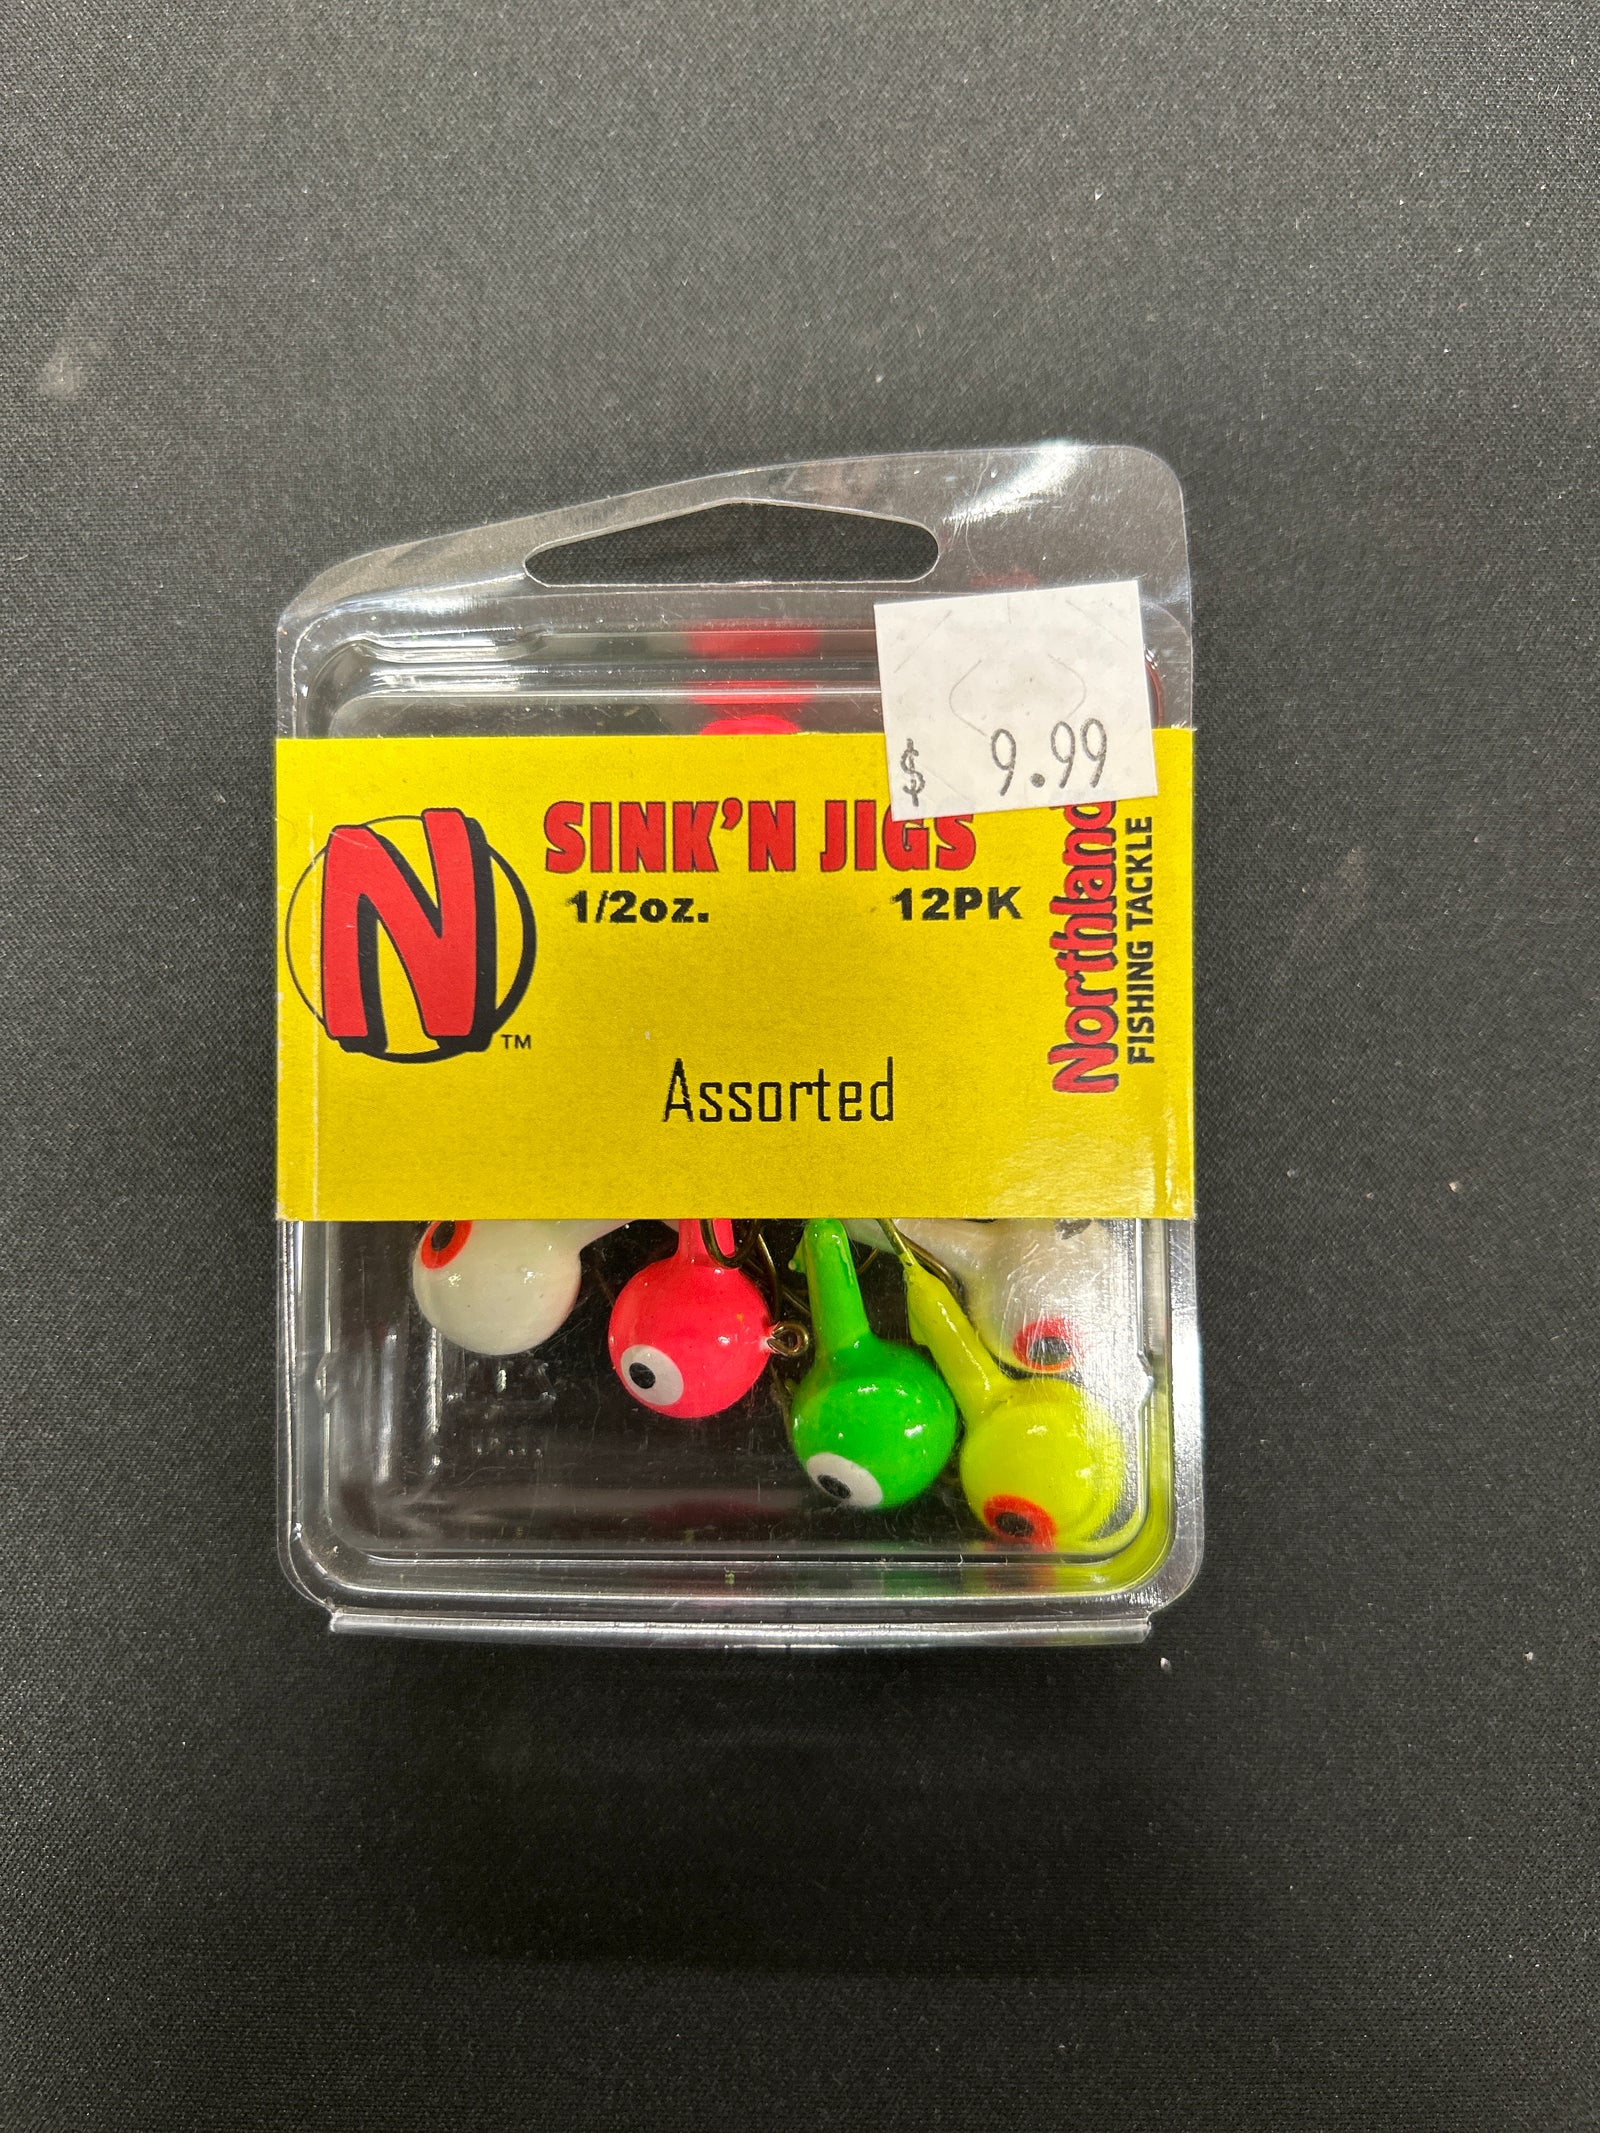 $ 9.99
N
TM
SINK'N JIGS
1/2oz. 12PK
Assorted
Northland
FISHING TACKLE